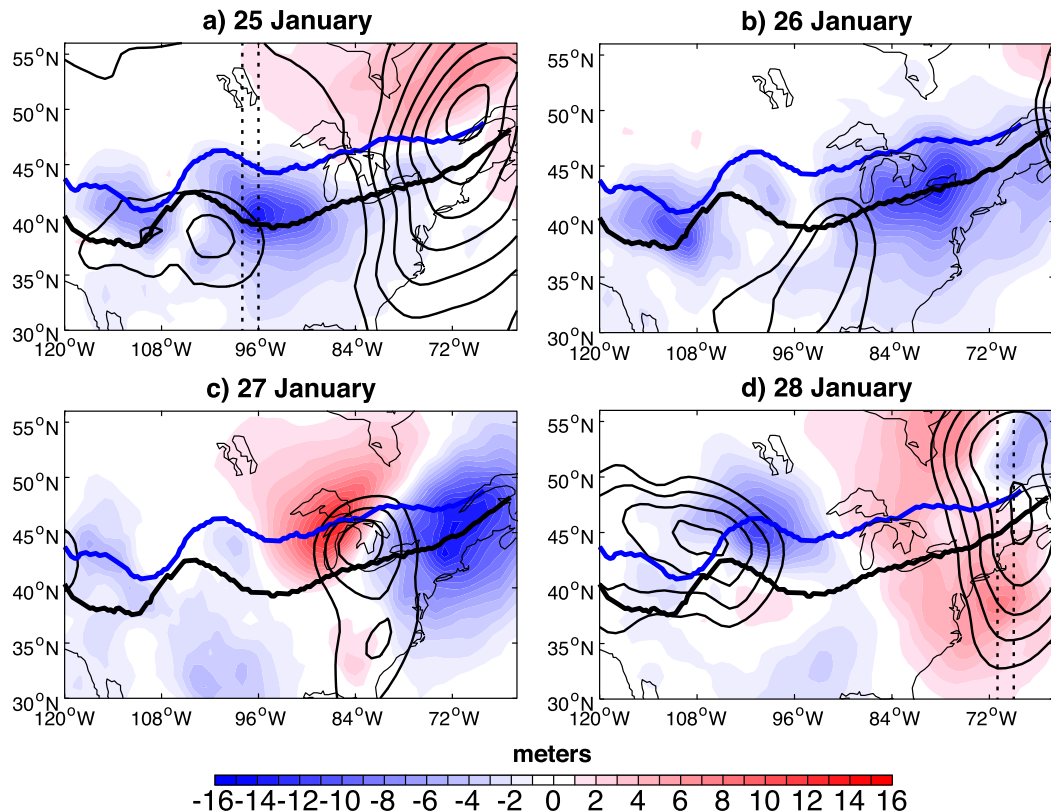 a) 25 January
b) 26 January
55°N
50°N
45°N
40°N
35°N
30°N
120°W 108°W 96°W 84°W 72°W
55°N
50°N
45°N
40°N
35°N
30°N
120°W 108°W 96°W 84°W 72°W
c) 27 January
d) 28 January
55°N
50°N
45°N
40°N
35°N
30°N
120°W 108°W 96°W 84°W 72°W
55°N
50°N
45°N
40°N
35°N
30°N
120°W 108°W 96°W 84°W 72°W
meters
-16 -14 -12 -10 -8 -6 -4 -2 0 2 4 6 8 10 12 14 16